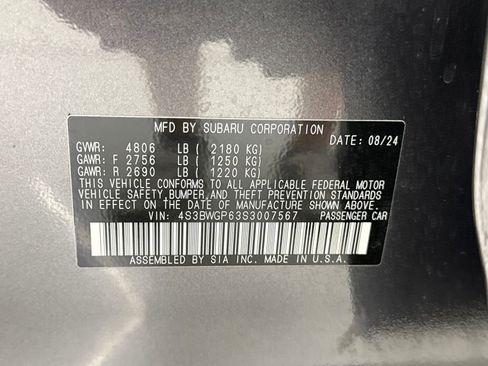 MFD BY SUBARU CORPORATION
DATE: 08/24
GVWR: 4806 LB ( 2180 KG)
GAWR: F 2756 LB ( 1250 KG)
GAWR: R 2690 LB ( 1220 KG)
THIS VEHICLE CONFORMS TO ALL APPLICABLE FEDERAL MOTOR
VEHICLE SAFETY,BUMPER,AND THEFT PREVENTION STANDARDS
IN EFFECT ON THE DATE OF MANUFACTURE SHOWN ABOVE.
VIN: 4S3BWGP63S3007567 PASSENGER CAR
ASSEMBLED BY SIA INC. MADE IN U.S.A.